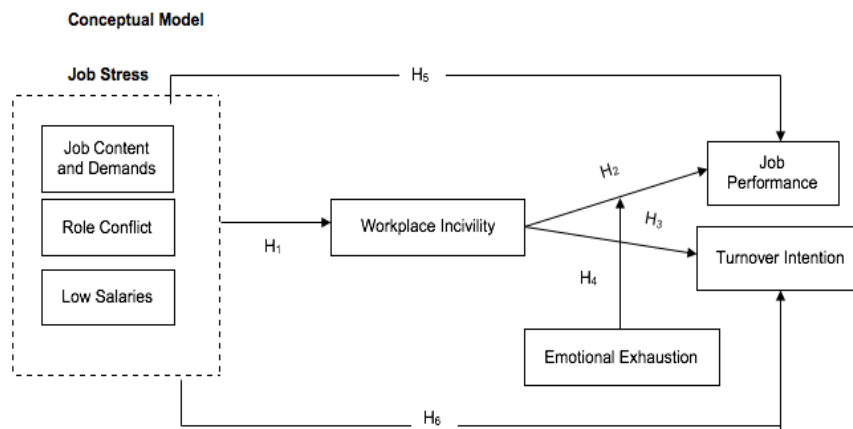 Conceptual Model
Job Stress
H₅
Job Content
and Demands
Role Conflict
Low Salaries
H₁
Workplace Incivility
H₂
H₃
H₄
Job
Performance
Turnover Intention
Emotional Exhaustion
H₆